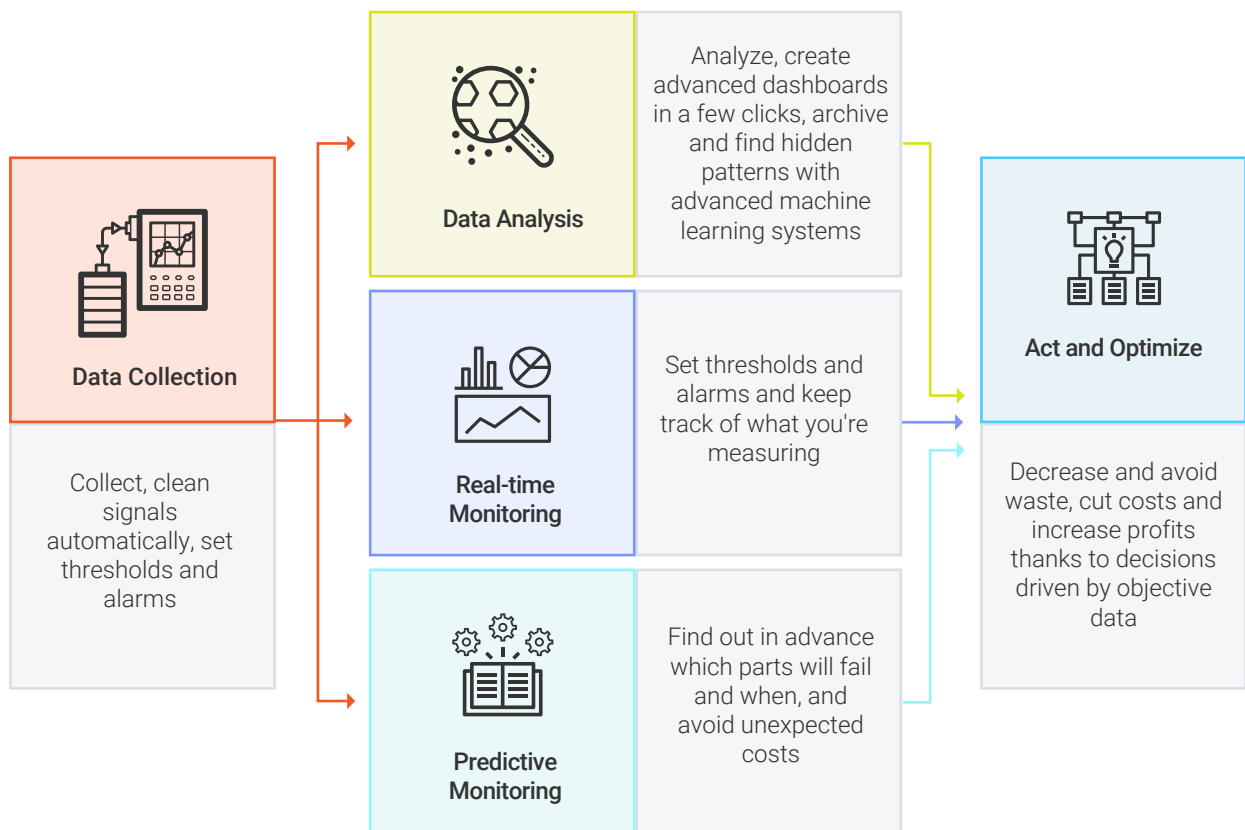 Data Collection
Collect, clean
signals
automatically, set
thresholds and
alarms
Data Analysis
Analyze, create
advanced dashboards
in a few clicks, archive
and find hidden
patterns with
advanced machine
learning systems
Real-time
Monitoring
Set thresholds and
alarms and keep
track of what you're
measuring
Predictive
Monitoring
Find out in advance
which parts will fail
and when, and
avoid unexpected
costs
Act and Optimize
Decrease and avoid
waste, cut costs and
increase profits
thanks to decisions
driven by objective
data